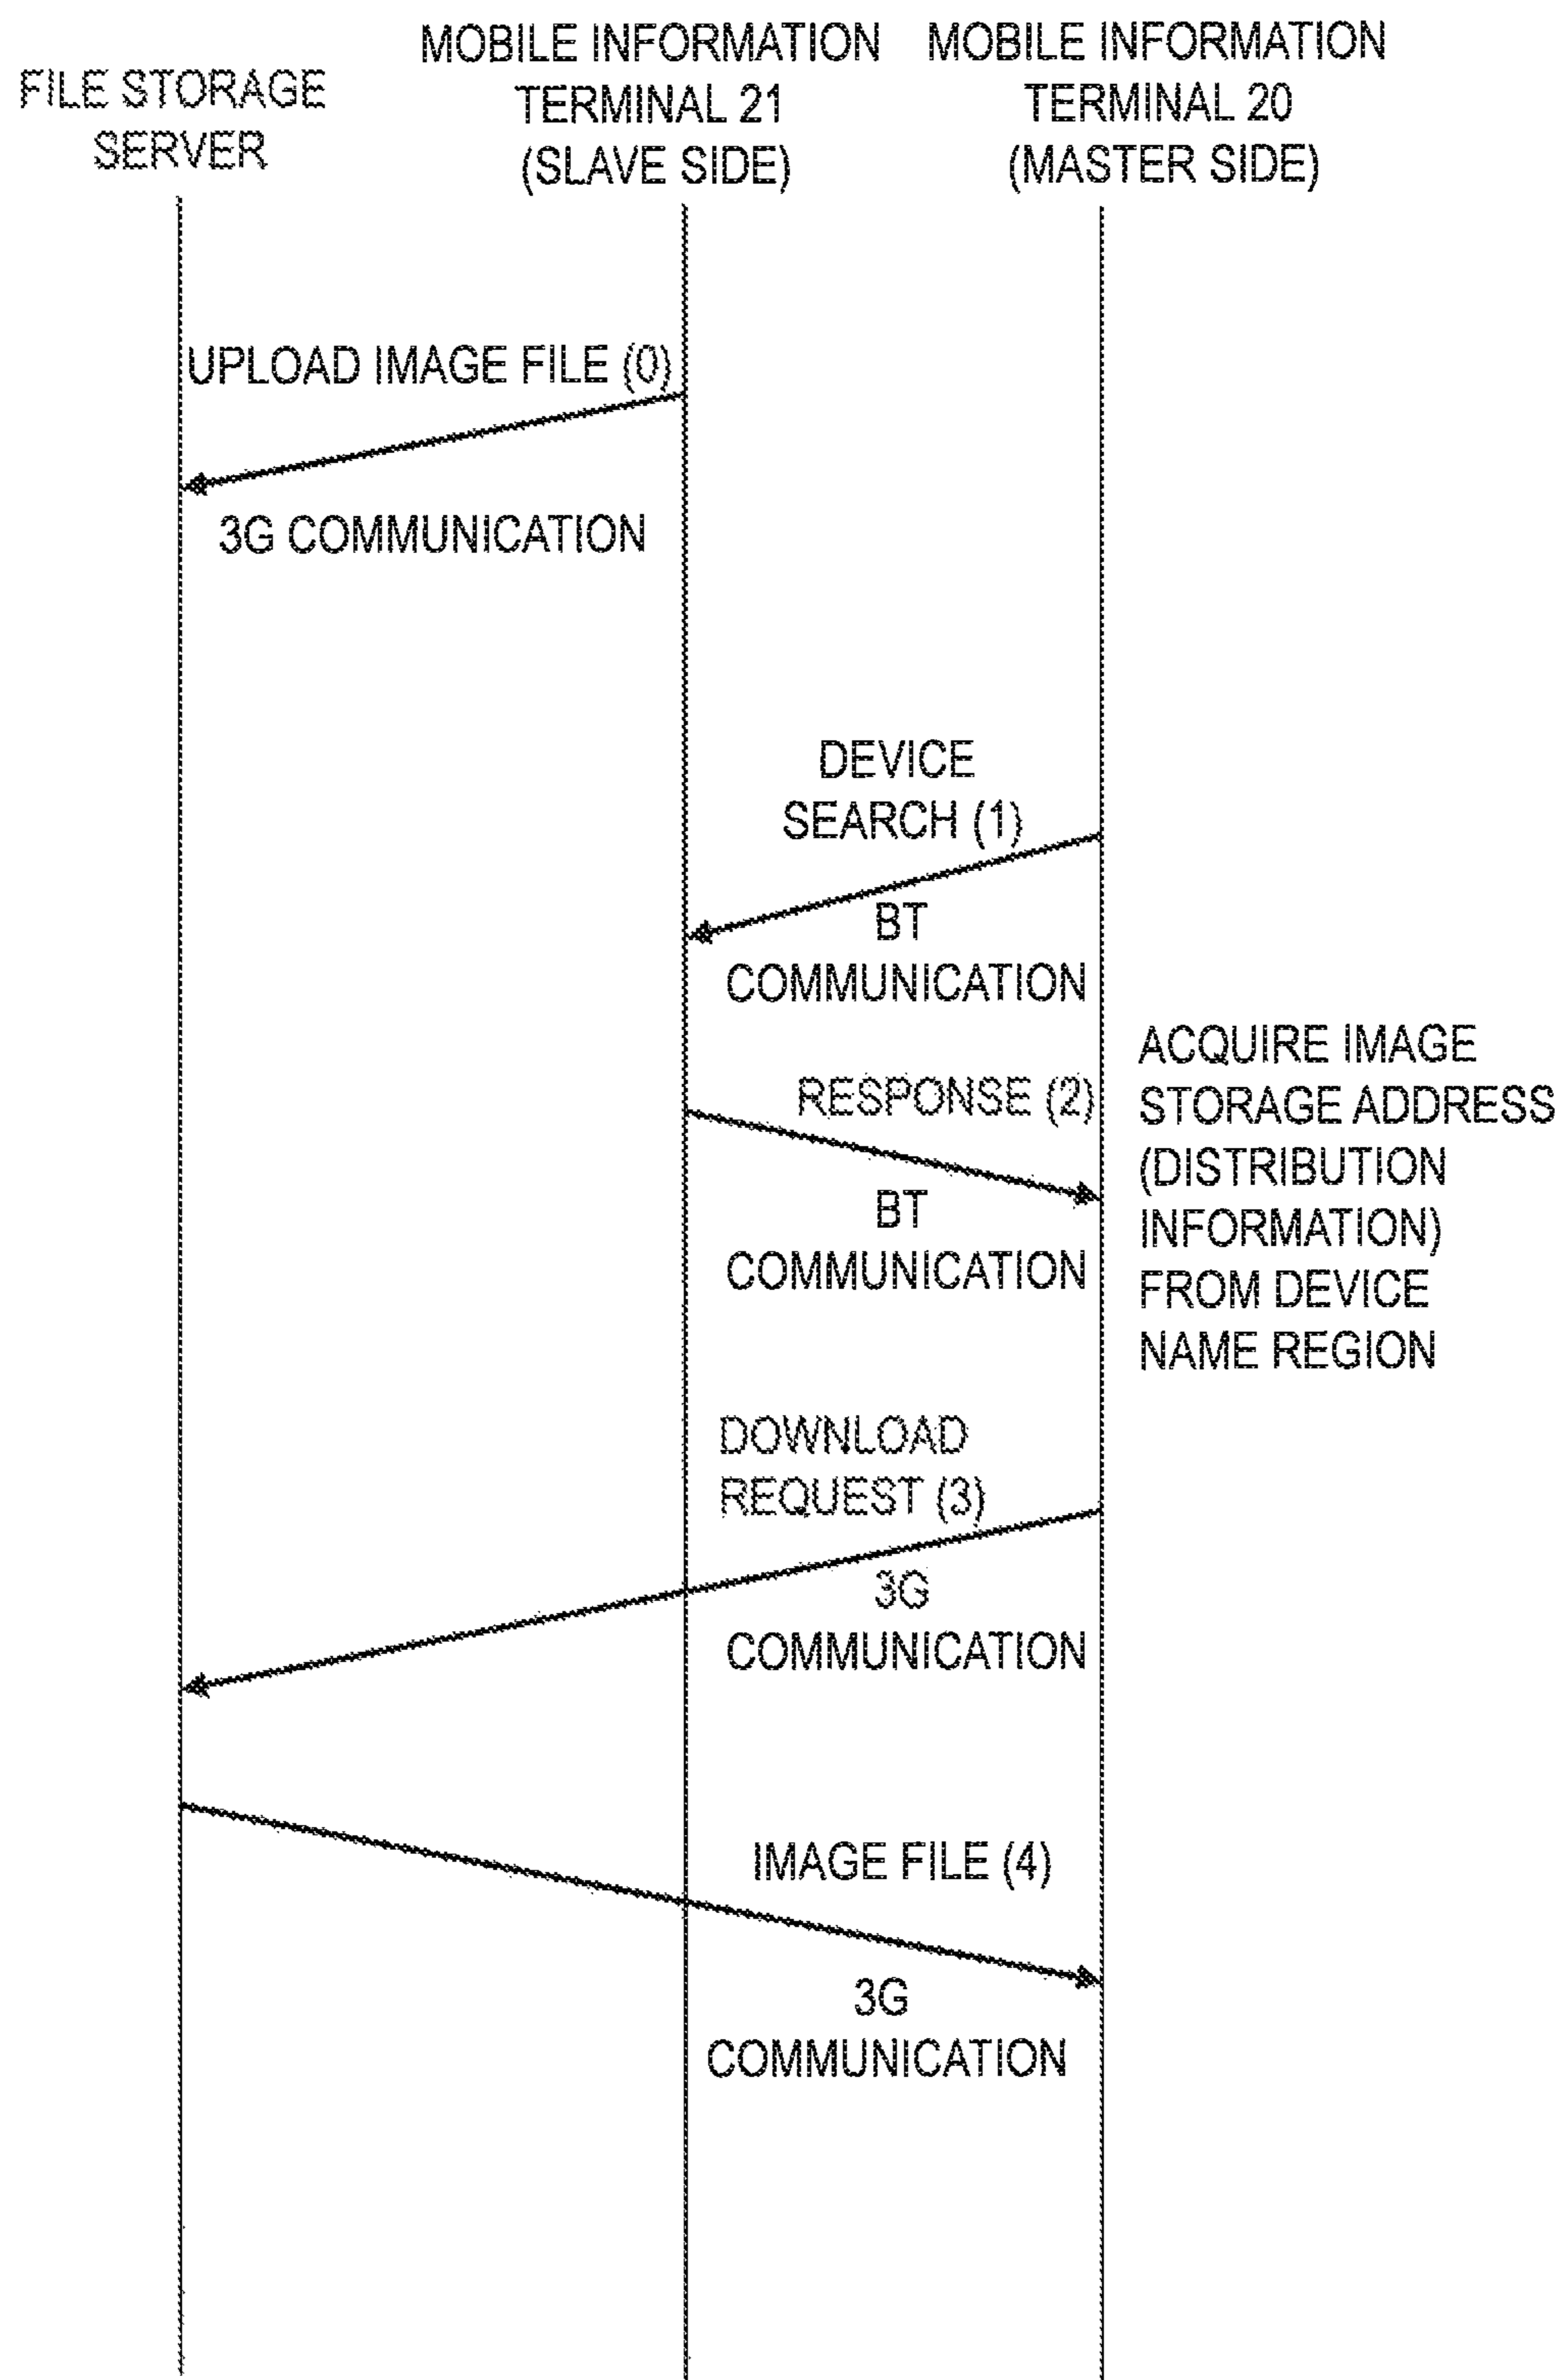 FILE STORAGE
SERVER
MOBILE INFORMATION
TERMINAL 21
(SLAVE SIDE)
MOBILE INFORMATION
TERMINAL 20
(MASTER SIDE)
UPLOAD IMAGE FILE (0)
3G COMMUNICATION
DEVICE
SEARCH (1)
BT
COMMUNICATION
RESPONSE (2)
BT
COMMUNICATION
ACQUIRE IMAGE
STORAGE ADDRESS
(DISTRIBUTION
INFORMATION)
FROM DEVICE
NAME REGION
DOWNLOAD
REQUEST (3)
3G
COMMUNICATION
IMAGE FILE (4)
3G
COMMUNICATION